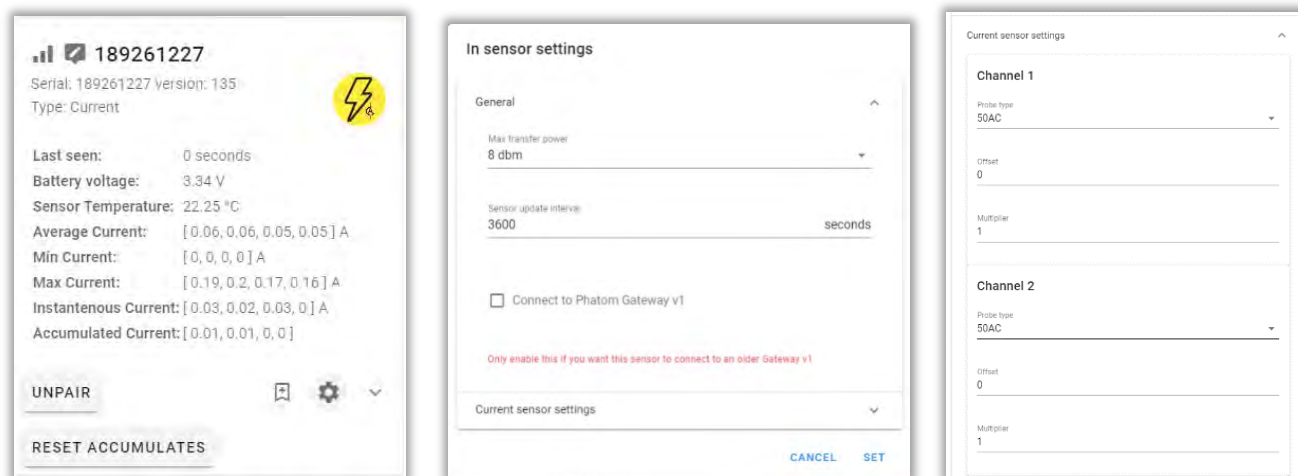 189261227
Serial: 189261227 version: 135
Type: Current
Last seen: 0 seconds
Battery voltage: 3.34 V
Sensor Temperature: 22.25 °C
Average Current: [ 0.06, 0.06, 0.05, 0.05 ] A
Min Current: [ 0, 0, 0, 0 ] A
Max Current: [ 0.19, 0.2, 0.17, 0.16 ] A
Instantenous Current: [ 0.03, 0.02, 0.03, 0 ] A
Accumulated Current: [ 0.01, 0.01, 0, 0 ]
UNPAIR
RESET ACCUMULATES
In sensor settings
General
Max transfer power
8 dbm
Sensor update interval
3600 seconds
Connect to Phatom Gateway v1
Only enable this if you want this sensor to connect to an older Gateway v1
Current sensor settings
CANCEL SET
Current sensor settings
Channel 1
Probe type
50AC
Offset
0
Multiplier
1
Channel 2
Probe type
50AC
Offset
0
Multiplier
1